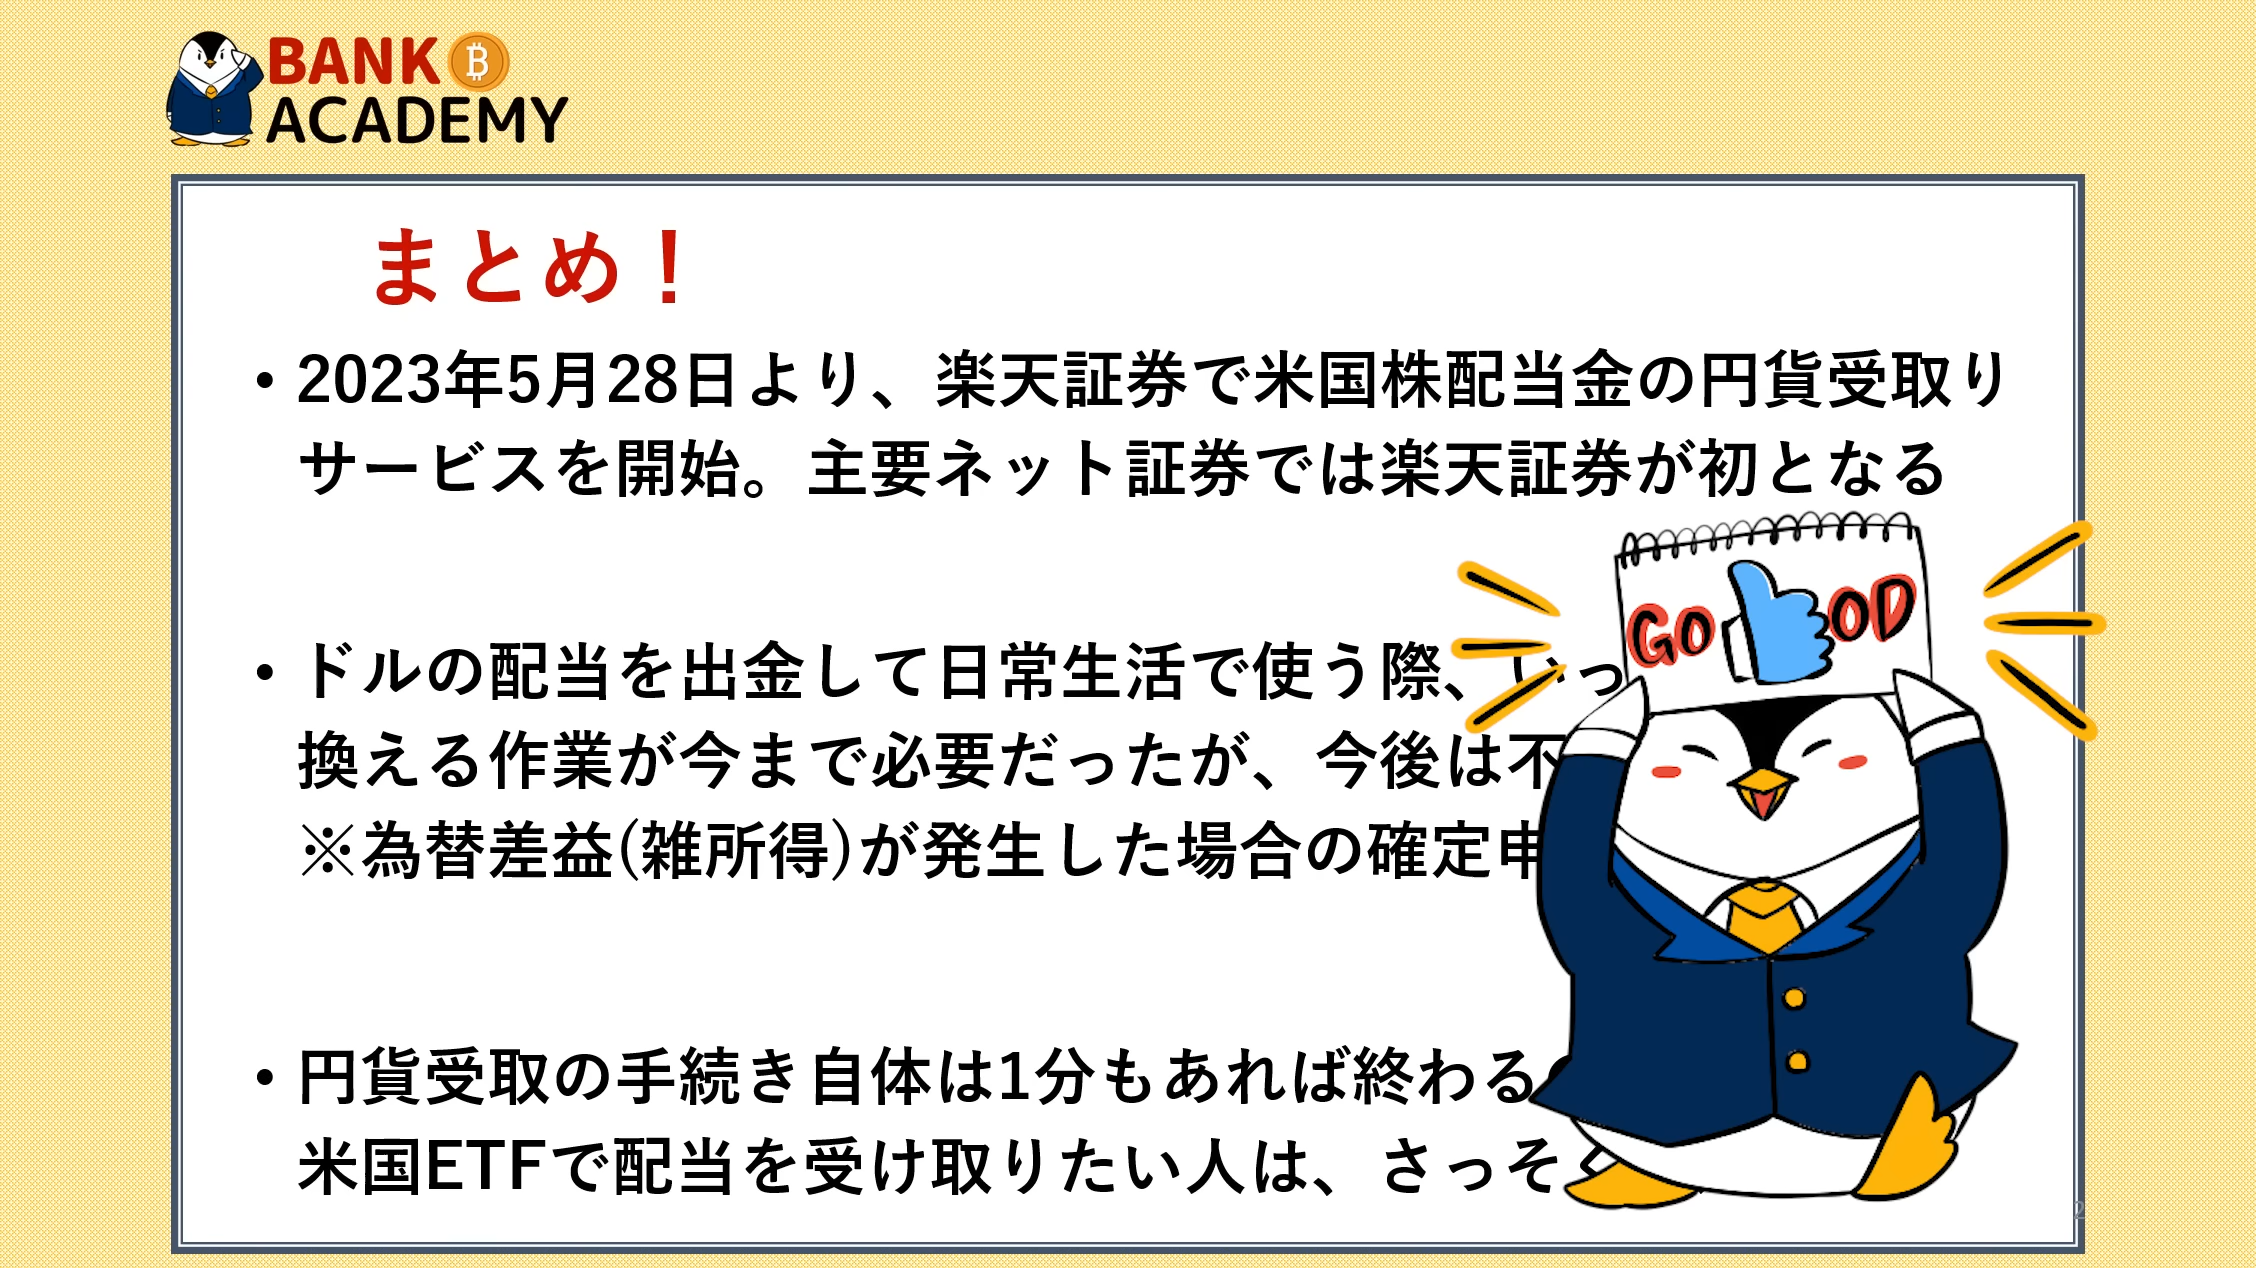 BANK
ACADEMY
まとめ！
• 2023年5月28日より、楽天証券で米国株配当金の円貨受取り
サービスを開始。主要ネット証券では楽天証券が初となる
GO OD
• ドルの配当を出金して日常生活で使う際、いっ
換える作業が今まで必要だったが、今後は不
※為替差益(雑所得)が発生した場合の確定申
• 円貨受取の手続き自体は1分もあれば終わる
米国ETFで配当を受け取りたい人は、さっそく
2